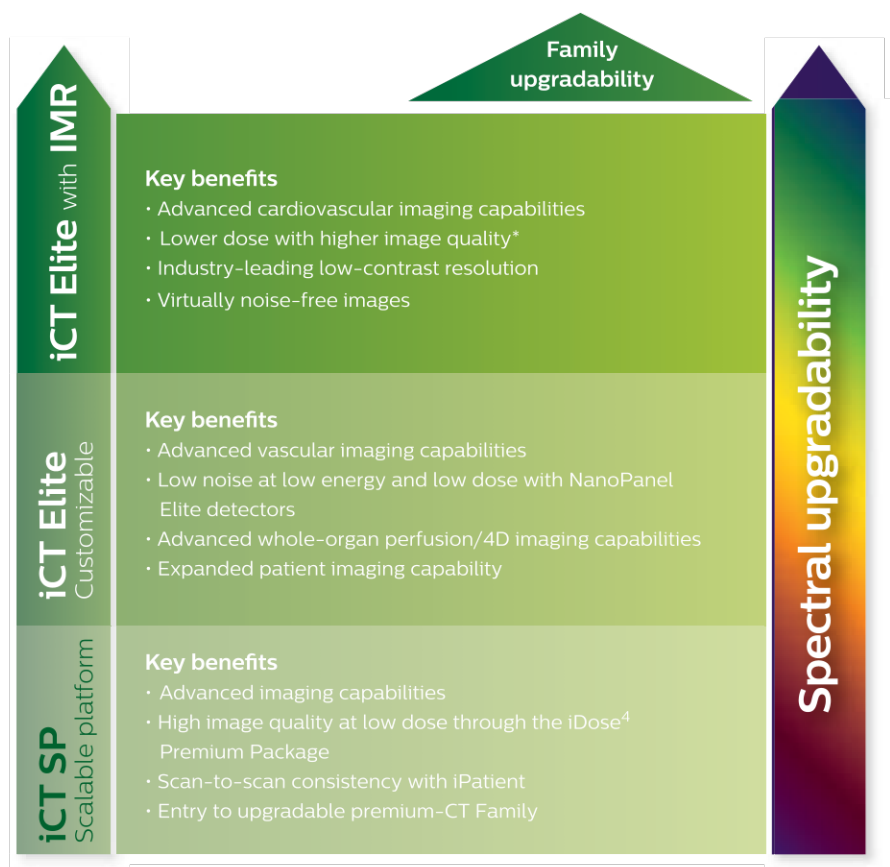 Family
upgradability
iCT Elite with IMR
Key benefits
· Advanced cardiovascular imaging capabilities
· Lower dose with higher image quality*
· Industry-leading low-contrast resolution
· Virtually noise-free images
iCT Elite
Customizable
Key benefits
· Advanced vascular imaging capabilities
· Low noise at low energy and low dose with NanoPanel
Elite detectors
· Advanced whole-organ perfusion/4D imaging capabilities
· Expanded patient imaging capability
iCT SP
Scalable platform
Key benefits
· Advanced imaging capabilities
· High image quality at low dose through the iDose⁴
Premium Package
· Scan-to-scan consistency with iPatient
· Entry to upgradable premium-CT Family
Spectral upgradability